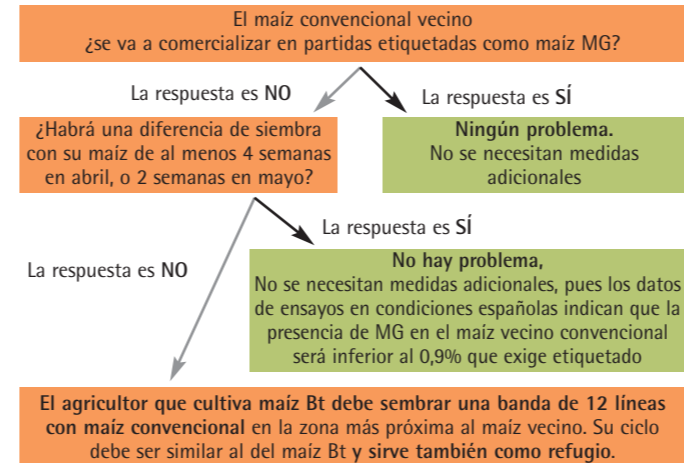 El maíz convencional vecino
¿se va a comercializar en partidas etiquetadas como maíz MG?
La respuesta es NO
La respuesta es SÍ
¿Habrá una diferencia de siembra
con su maíz de al menos 4 semanas
en abril, o 2 semanas en mayo?
Ningún problema.
No se necesitan medidas
adicionales
La respuesta es SÍ
La respuesta es NO
No hay problema,
No se necesitan medidas adicionales, pues los datos
de ensayos en condiciones españolas indican que la
presencia de MG en el maíz vecino convencional
será inferior al 0,9% que exige etiquetado
El agricultor que cultiva maíz Bt debe sembrar una banda de 12 líneas
con maíz convencional en la zona más próxima al maíz vecino. Su ciclo
debe ser similar al del maíz Bt y sirve también como refugio.